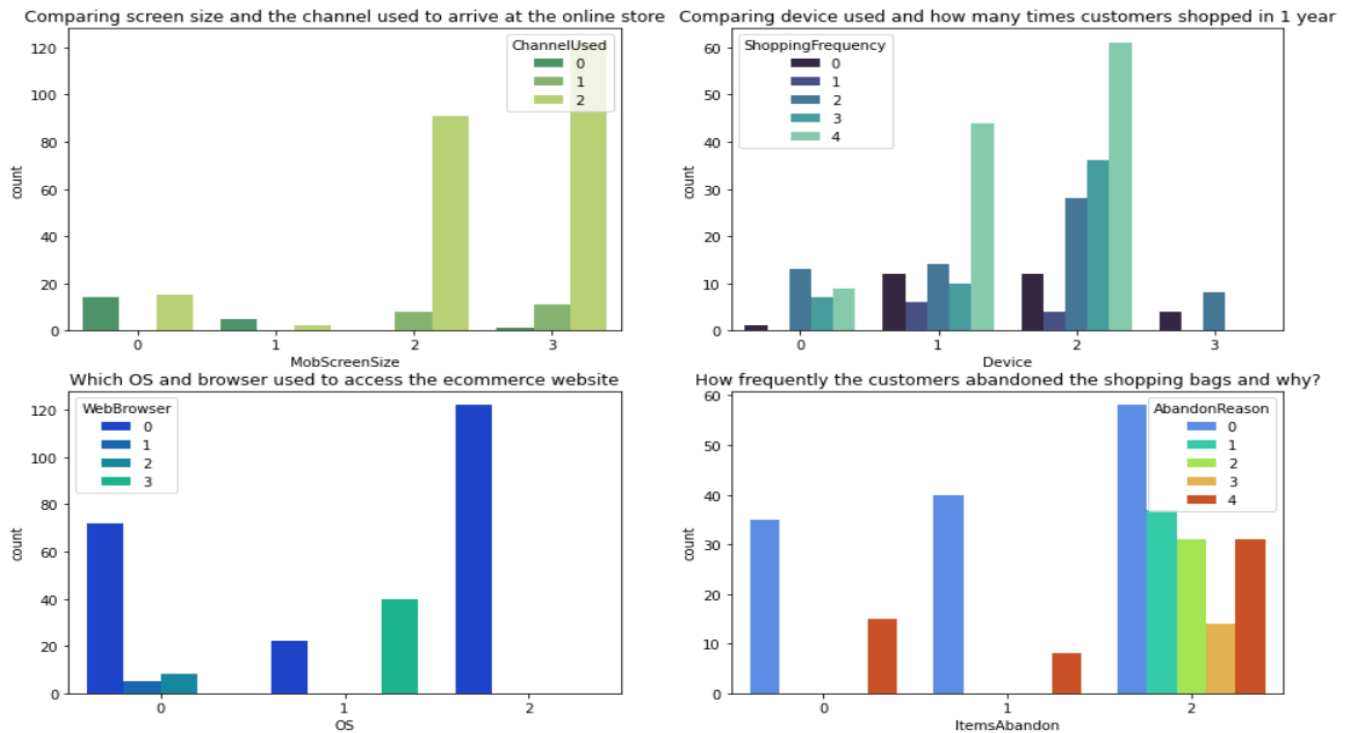 Comparing screen size and the channel used to arrive at the online store
120
100
80
60
40
20
0
count
ChannelUsed
0
1
2
0 1 2 3
MobScreenSize
Comparing device used and how many times customers shopped in 1 year
60
50
40
30
20
10
0
count
ShoppingFrequency
0
1
2
3
4
0 1 2 3
Device
Which OS and browser used to access the ecommerce website
120
100
80
60
40
20
0
count
WebBrowser
0
1
2
3
0 1 2
OS
How frequently the customers abandoned the shopping bags and why?
60
50
40
30
20
10
0
count
AbandonReason
0
1
2
3
4
0 1 2
ItemsAbandon